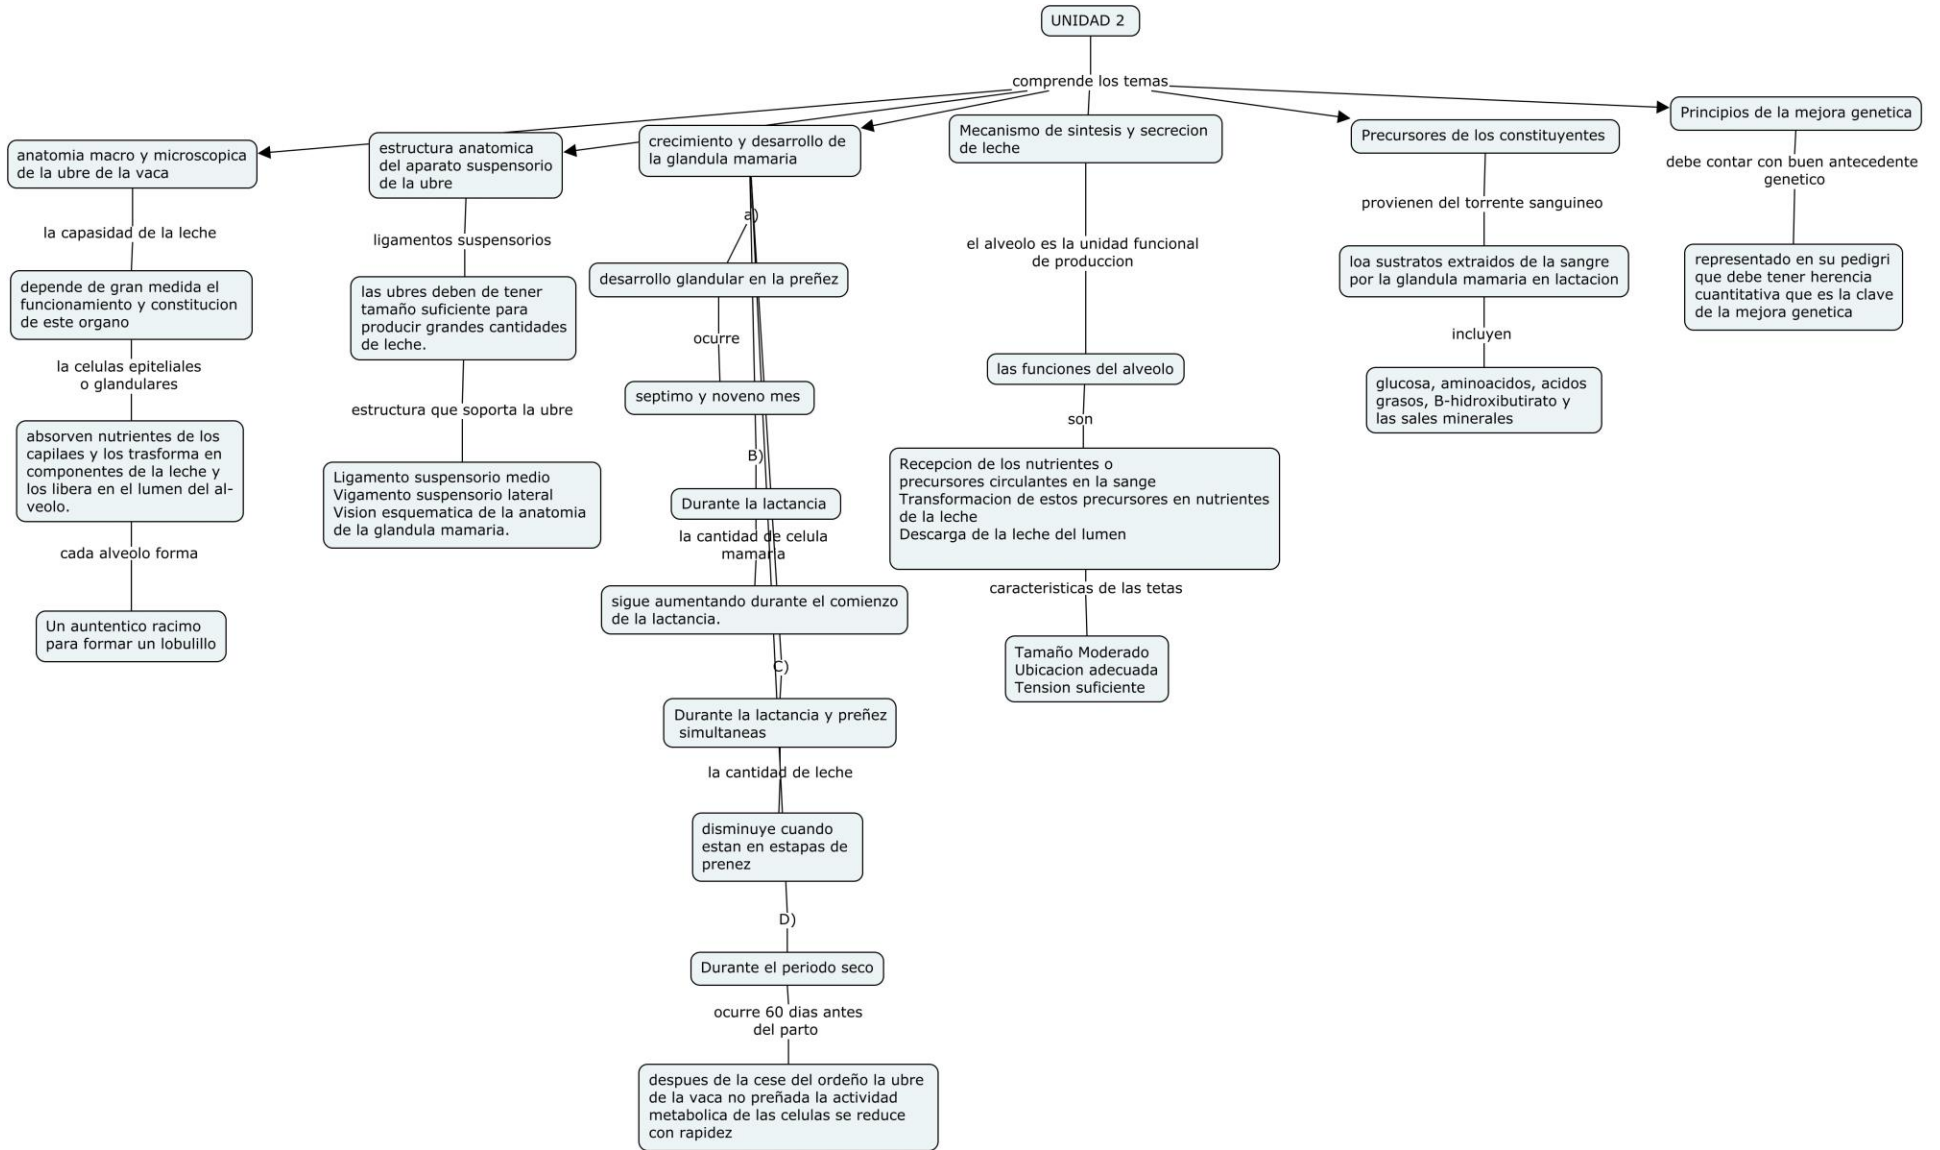 UNIDAD 2
comprende los temas
anatomia macro y microscopica
de la ubre de la vaca
la capasidad de la leche
depende de gran medida el
funcionamiento y constitucion
de este organo
la celulas epiteliales
o glandulares
absorven nutrientes de los
capilaes y los trasforma en
componentes de la leche y
los libera en el lumen del al-
veolo.
cada alveolo forma
Un auntentico racimo
para formar un lobulillo
estructura anatomica
del aparato suspensorio
de la ubre
ligamentos suspensorios
las ubres deben de tener
tamaño suficiente para
producir grandes cantidades
de leche.
estructura que soporta la ubre
Ligamento suspensorio medio
Vigamento suspensorio lateral
Vision esquematica de la anatomia
de la glandula mamaria.
crecimiento y desarrollo de
la glandula mamaria
a)
desarrollo glandular en la preñez
ocurre
septimo y noveno mes
B)
Durante la lactancia
la cantidad de celula
mamaria
sigue aumentando durante el comienzo
de la lactancia.
C)
Durante la lactancia y preñez
simultaneas
la cantidad de leche
disminuye cuando
estan en estapas de
prenez
D)
Durante el periodo seco
ocurre 60 dias antes
del parto
despues de la cese del ordeño la ubre
de la vaca no preñada la actividad
metabolica de las celulas se reduce
con rapidez
Mecanismo de sintesis y secrecion
de leche
el alveolo es la unidad funcional
de produccion
las funciones del alveolo
son
Recepcion de los nutrientes o
precursores circulantes en la sange
Transformacion de estos precursores en nutrientes
de la leche
Descarga de la leche del lumen
caracteristicas de las tetas
Tamaño Moderado
Ubicacion adecuada
Tension suficiente
Precursores de los constituyentes
provienen del torrente sanguineo
loa sustratos extraidos de la sangre
por la glandula mamaria en lactacion
incluyen
glucosa, aminoacidos, acidos
grasos, B-hidroxibutirato y
las sales minerales
Principios de la mejora genetica
debe contar con buen antecedente
genetico
representado en su pedigri
que debe tener herencia
cuantitativa que es la clave
de la mejora genetica